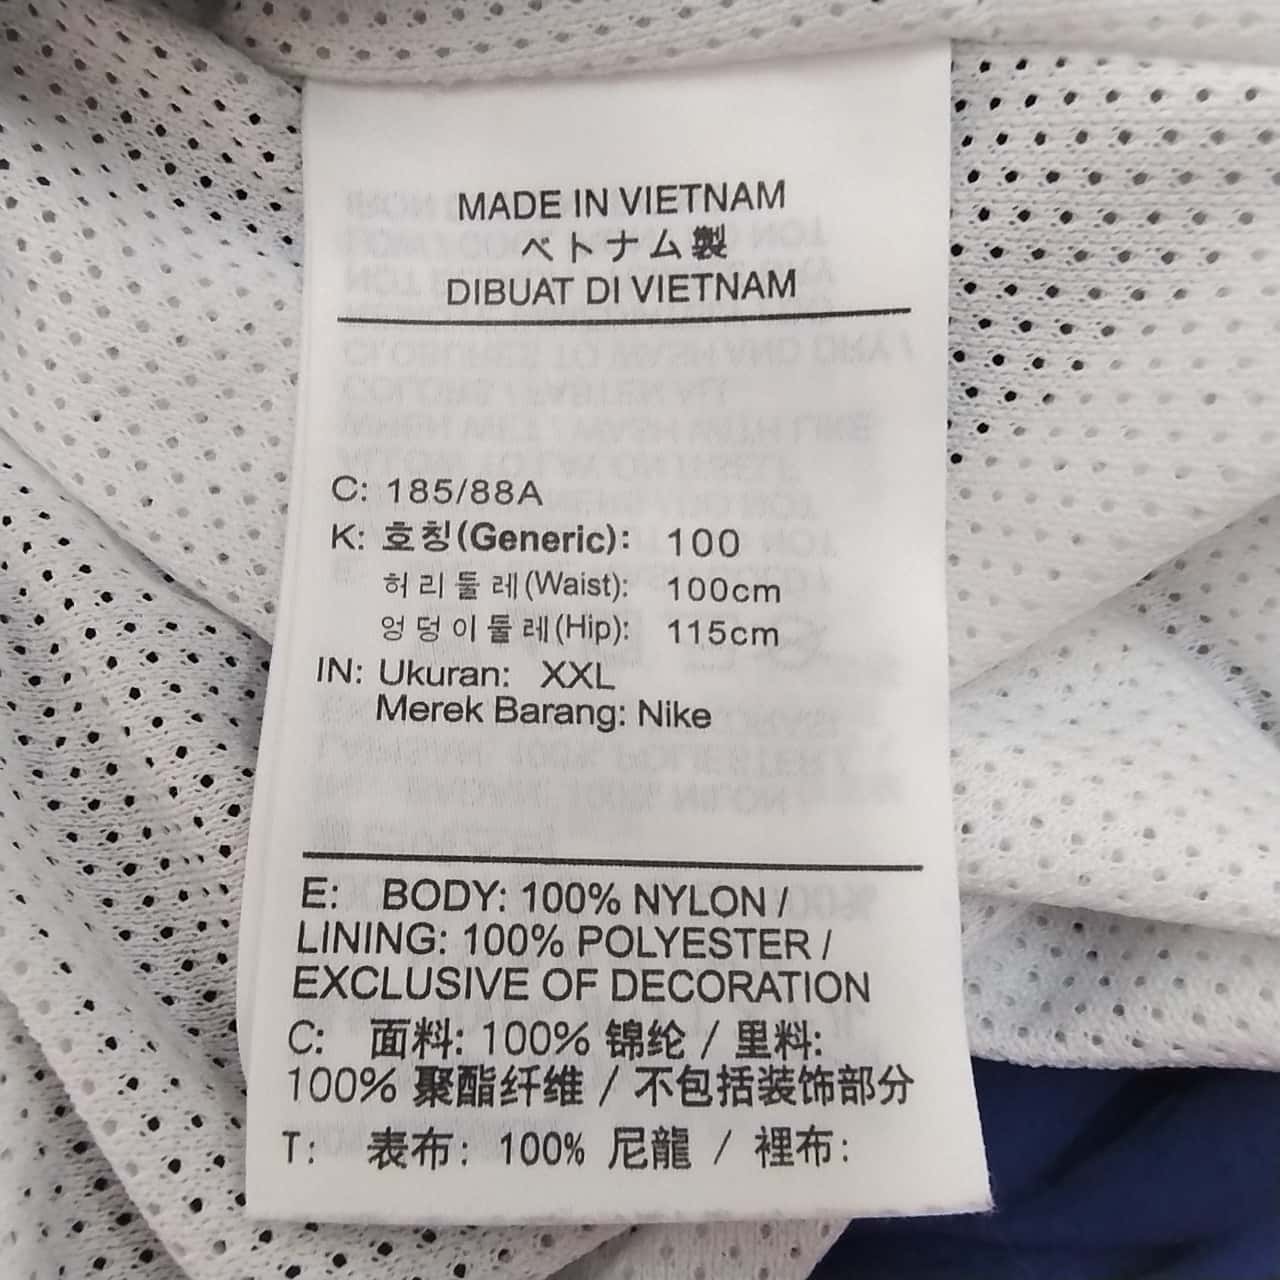 MADE IN VIETNAM
ベトナム製
DIBUAT DI VIETNAM
C: 185/88A
K: 호칭(Generic): 100
허리둘레(Waist): 100cm
엉덩이둘레(Hip): 115cm
IN: Ukuran: XXL
Merek Barang: Nike
E: BODY: 100% NYLON /
LINING: 100% POLYESTER /
EXCLUSIVE OF DECORATION
C: 面料: 100% 锦纶 / 里料:
100% 聚酯纤维 / 不包括装饰部分
T: 表布: 100% 尼龍 / 裡布: